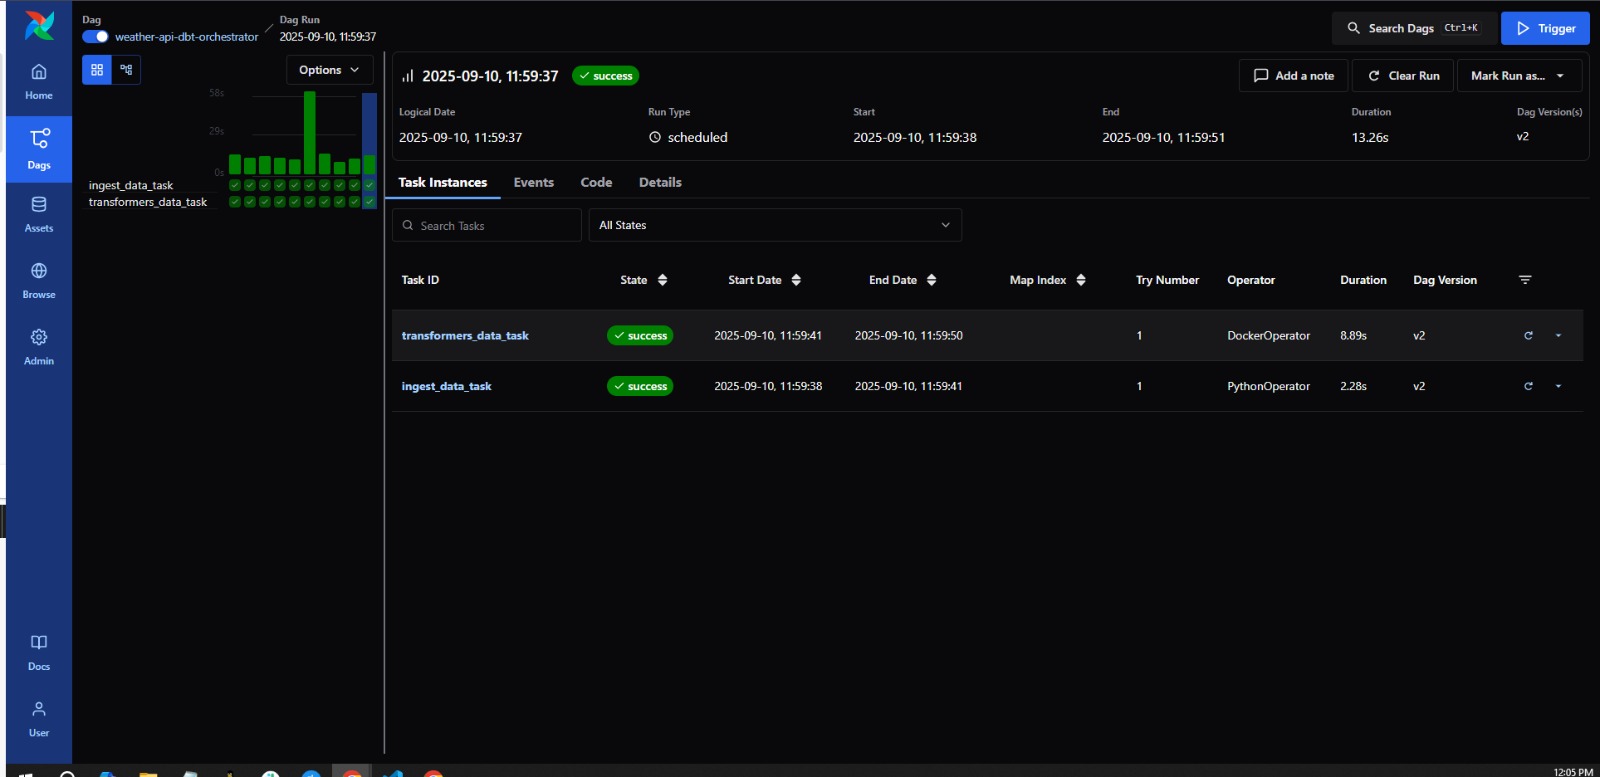 Dag
weather-api-dbt-orchestrator
Dag Run
2025-09-10, 11:59:37
Search Dags Ctrl+K
Trigger
Home
Dags
Assets
Browse
Admin
Docs
User
Options
58s
29s
0s
ingest_data_task
transformers_data_task
2025-09-10, 11:59:37 success
Add a note
Clear Run
Mark Run as...
Logical Date Run Type Start End Duration Dag Version(s)
2025-09-10, 11:59:37 scheduled 2025-09-10, 11:59:38 2025-09-10, 11:59:51 13.26s v2
Task Instances Events Code Details
Search Tasks All States
Task ID State Start Date End Date Map Index Try Number Operator Duration Dag Version
transformers_data_task success 2025-09-10, 11:59:41 2025-09-10, 11:59:50 1 DockerOperator 8.89s v2
ingest_data_task success 2025-09-10, 11:59:38 2025-09-10, 11:59:41 1 PythonOperator 2.28s v2
12:05 PM